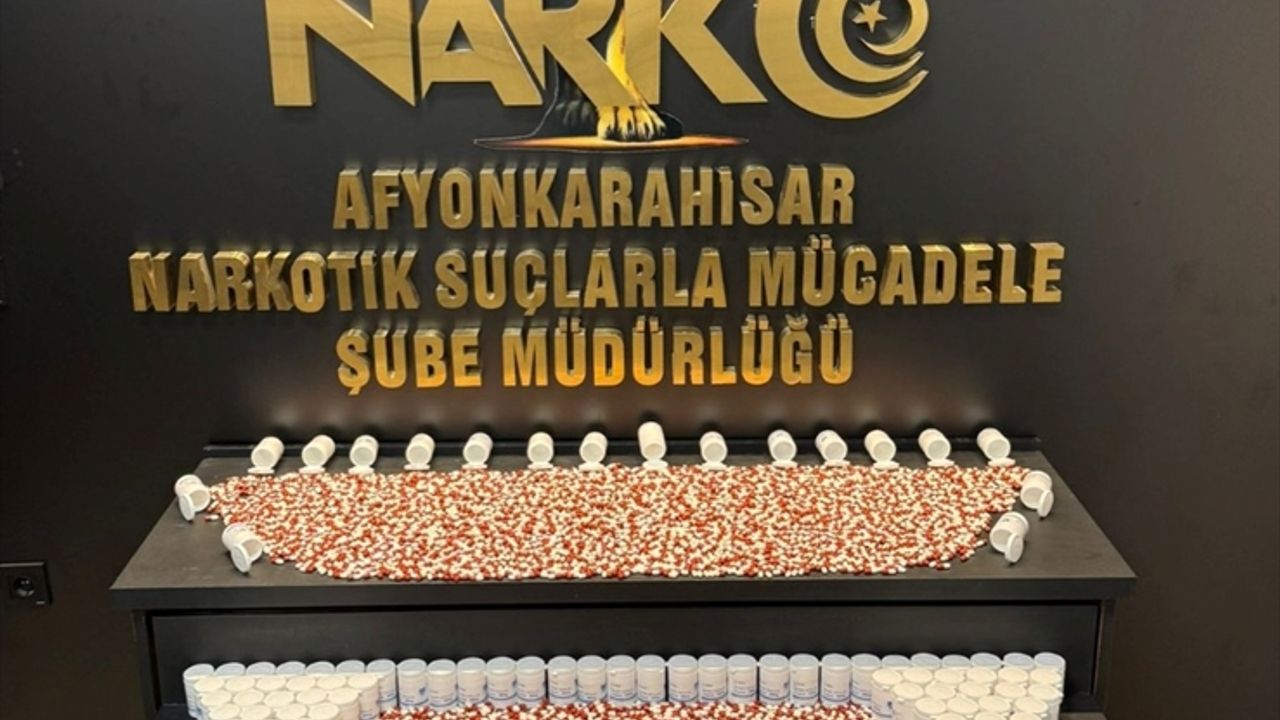 NARKO
AFYONKARAHİSAR
NARKOTİK SUÇLARLA MÜCADELE
ŞUBE MÜDÜRLÜĞÜ